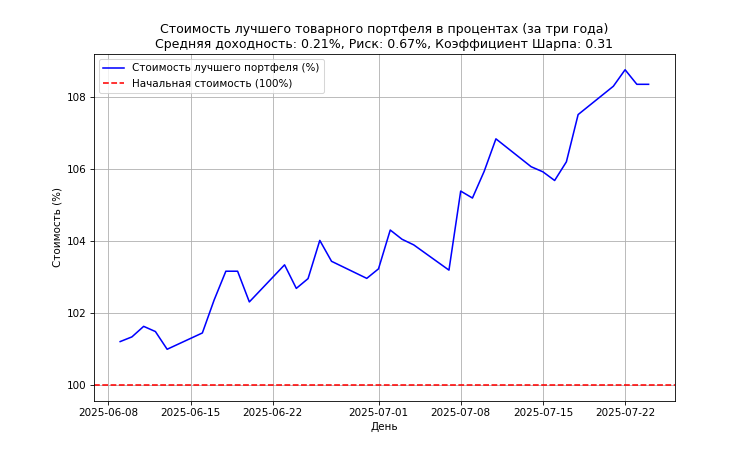 Стоимость лучшего товарного портфеля в процентах (за три года)
Средняя доходность: 0.21%, Риск: 0.67%, Коэффициент Шарпа: 0.31
Стоимость лучшего портфеля (%)
Начальная стоимость (100%)
Стоимость (%)
108
106
104
102
100
2025-06-08 2025-06-15 2025-06-22 2025-07-01 2025-07-08 2025-07-15 2025-07-22
День